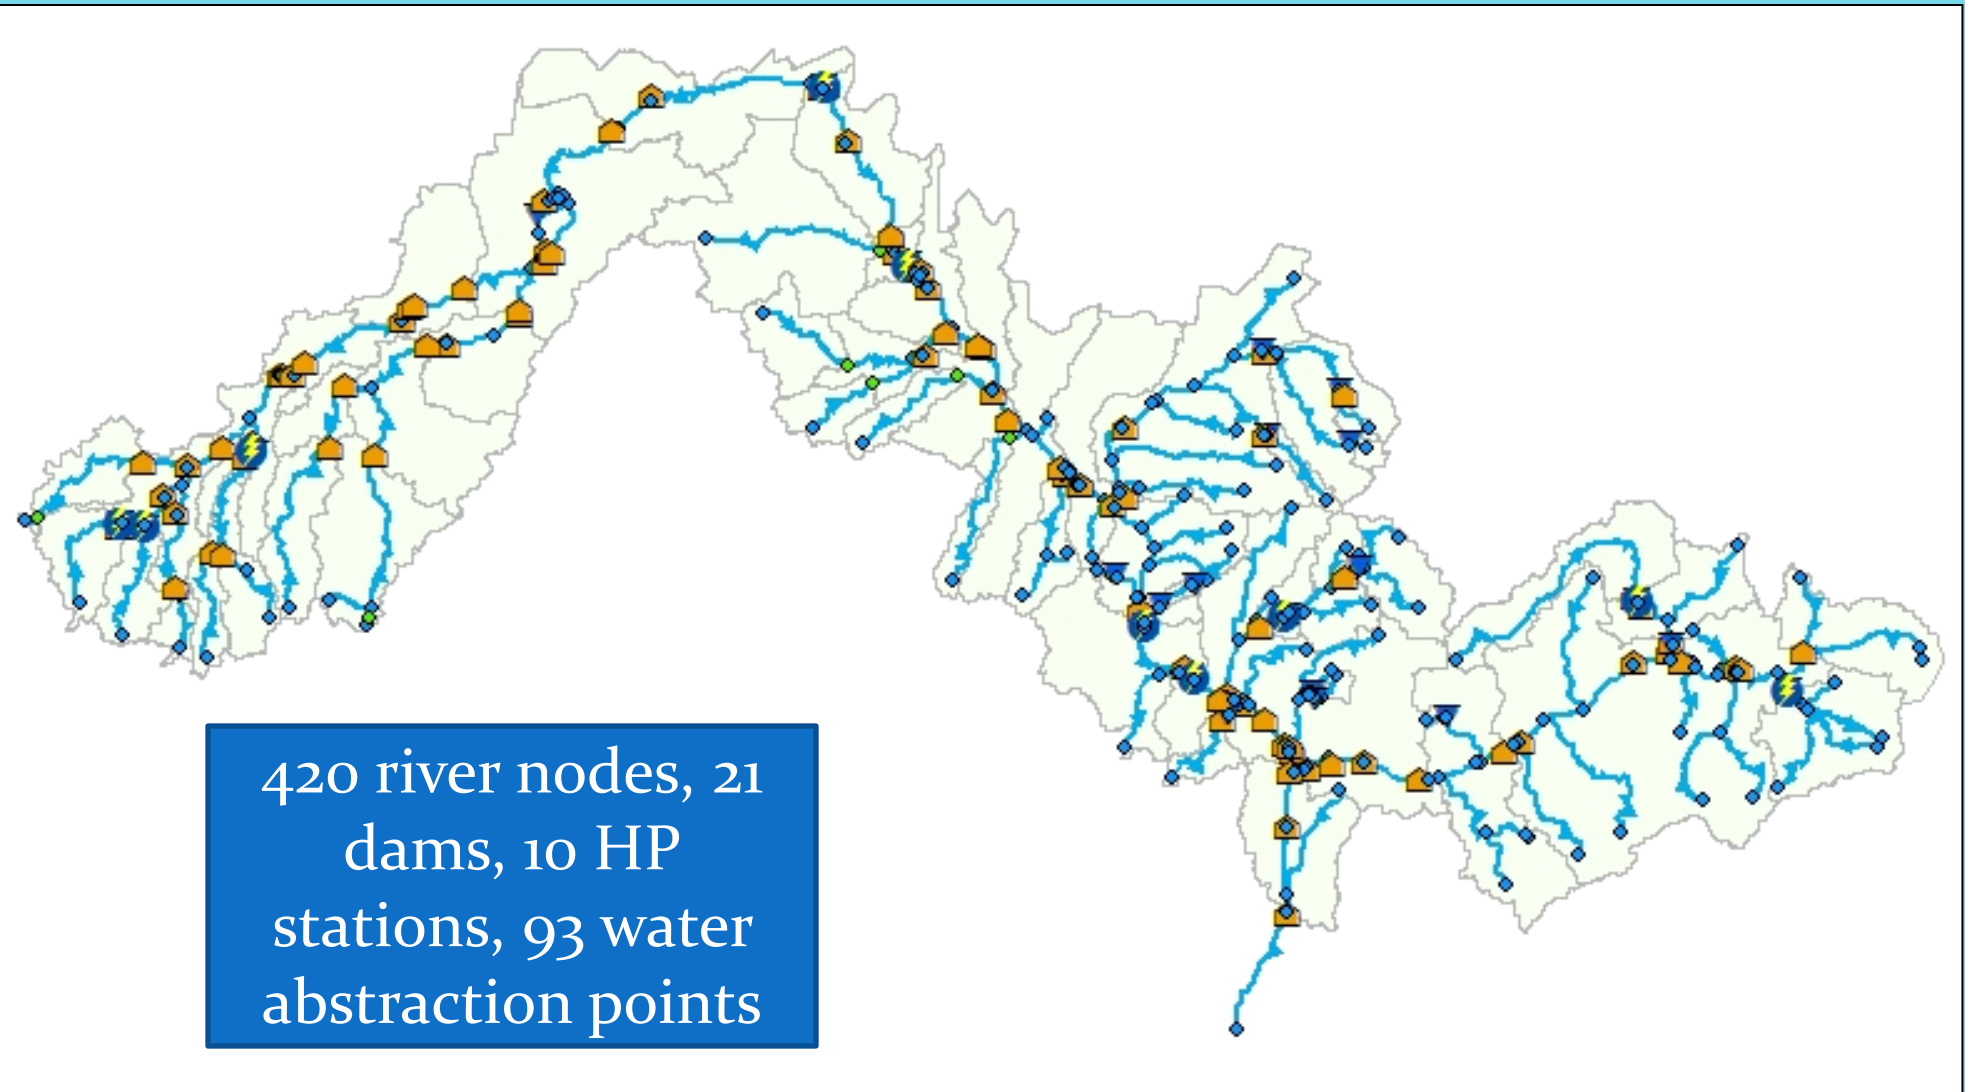 420 river nodes, 21
dams, 10 HP
stations, 93 water
abstraction points